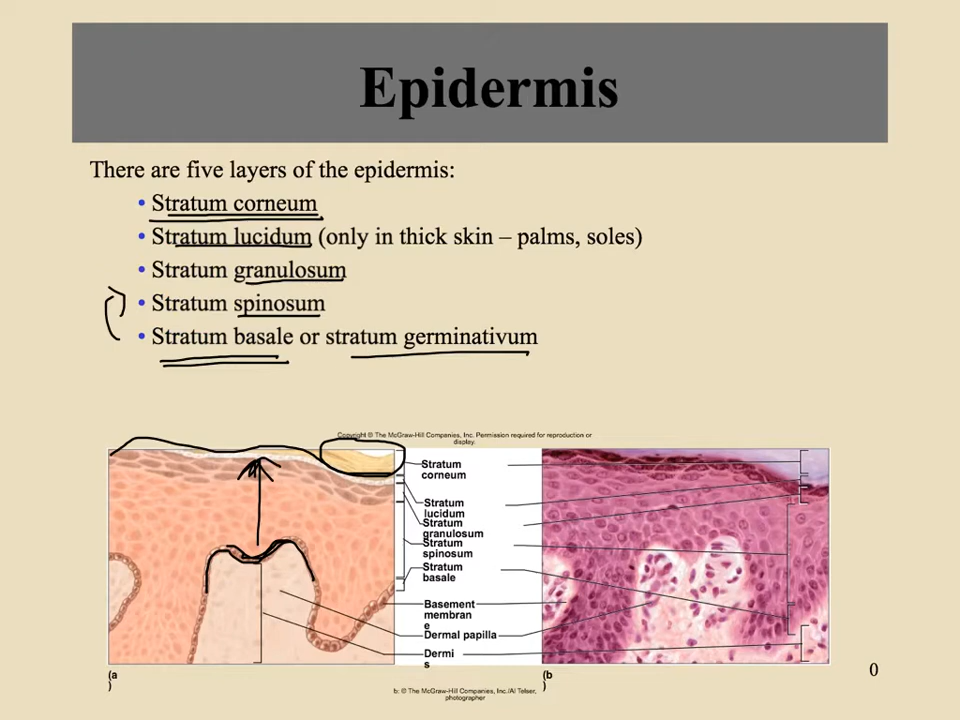 Epidermis
There are five layers of the epidermis:
• Stratum corneum
• Stratum lucidum (only in thick skin – palms, soles)
• Stratum granulosum
• Stratum spinosum
• Stratum basale or stratum germinativum
Copyright © The McGraw-Hill Companies, Inc. Permission required for reproduction or
display.
Stratum
corneum
Stratum
lucidum
Stratum
granulosum
Stratum
spinosum
Stratum
basale
Basement
membran
e
Dermal papilla
Dermi
s
(a
)
(b
)
b: © The McGraw-Hill Companies, Inc./Al Telser,
photographer
0